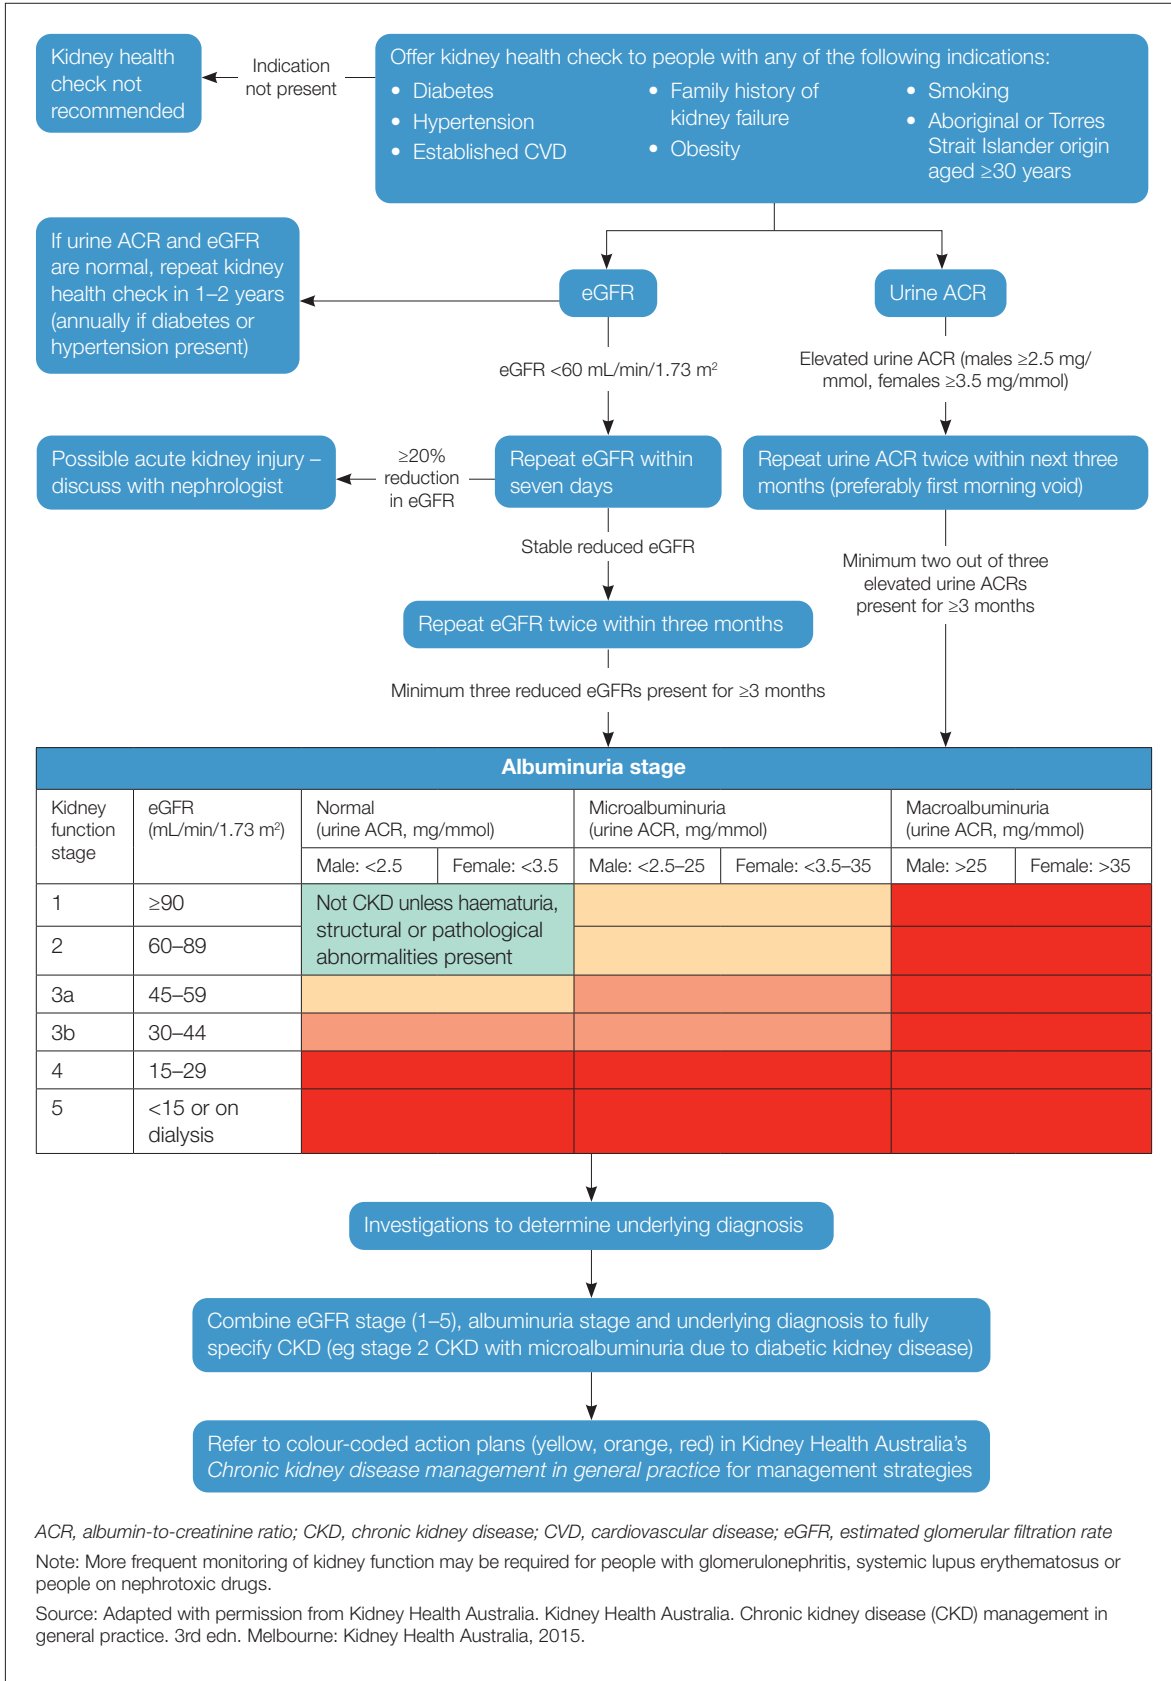 Kidney health
check not
recommended
Indication
not present
Offer kidney health check to people with any of the following indications:
• Diabetes
• Hypertension
• Established CVD
• Family history of
kidney failure
• Obesity
• Smoking
• Aboriginal or Torres
Strait Islander origin
aged ≥30 years
If urine ACR and eGFR
are normal, repeat kidney
health check in 1–2 years
(annually if diabetes or
hypertension present)
eGFR
Urine ACR
eGFR <60 mL/min/1.73 m²
Elevated urine ACR (males ≥2.5 mg/
mmol, females ≥3.5 mg/mmol)
Possible acute kidney injury –
discuss with nephrologist
≥20%
reduction
in eGFR
Repeat eGFR within
seven days
Repeat urine ACR twice within next three
months (preferably first morning void)
Stable reduced eGFR
Minimum two out of three
elevated urine ACRs
present for ≥3 months
Repeat eGFR twice within three months
Minimum three reduced eGFRs present for ≥3 months
Albuminuria stage
Kidney
function
stage
eGFR
(mL/min/1.73 m²)
Normal
(urine ACR, mg/mmol)
Microalbuminuria
(urine ACR, mg/mmol)
Macroalbuminuria
(urine ACR, mg/mmol)
Male: <2.5
Female: <3.5
Male: <2.5–25
Female: <3.5–35
Male: >25
Female: >35
1
≥90
Not CKD unless haematuria,
structural or pathological
abnormalities present
2
60–89
3a
45–59
3b
30–44
4
15–29
5
<15 or on
dialysis
Investigations to determine underlying diagnosis
Combine eGFR stage (1–5), albuminuria stage and underlying diagnosis to fully
specify CKD (eg stage 2 CKD with microalbuminuria due to diabetic kidney disease)
Refer to colour-coded action plans (yellow, orange, red) in Kidney Health Australia’s
Chronic kidney disease management in general practice for management strategies
ACR, albumin-to-creatinine ratio; CKD, chronic kidney disease; CVD, cardiovascular disease; eGFR, estimated glomerular filtration rate
Note: More frequent monitoring of kidney function may be required for people with glomerulonephritis, systemic lupus erythematosus or
people on nephrotoxic drugs.
Source: Adapted with permission from Kidney Health Australia. Kidney Health Australia. Chronic kidney disease (CKD) management in
general practice. 3rd edn. Melbourne: Kidney Health Australia, 2015.